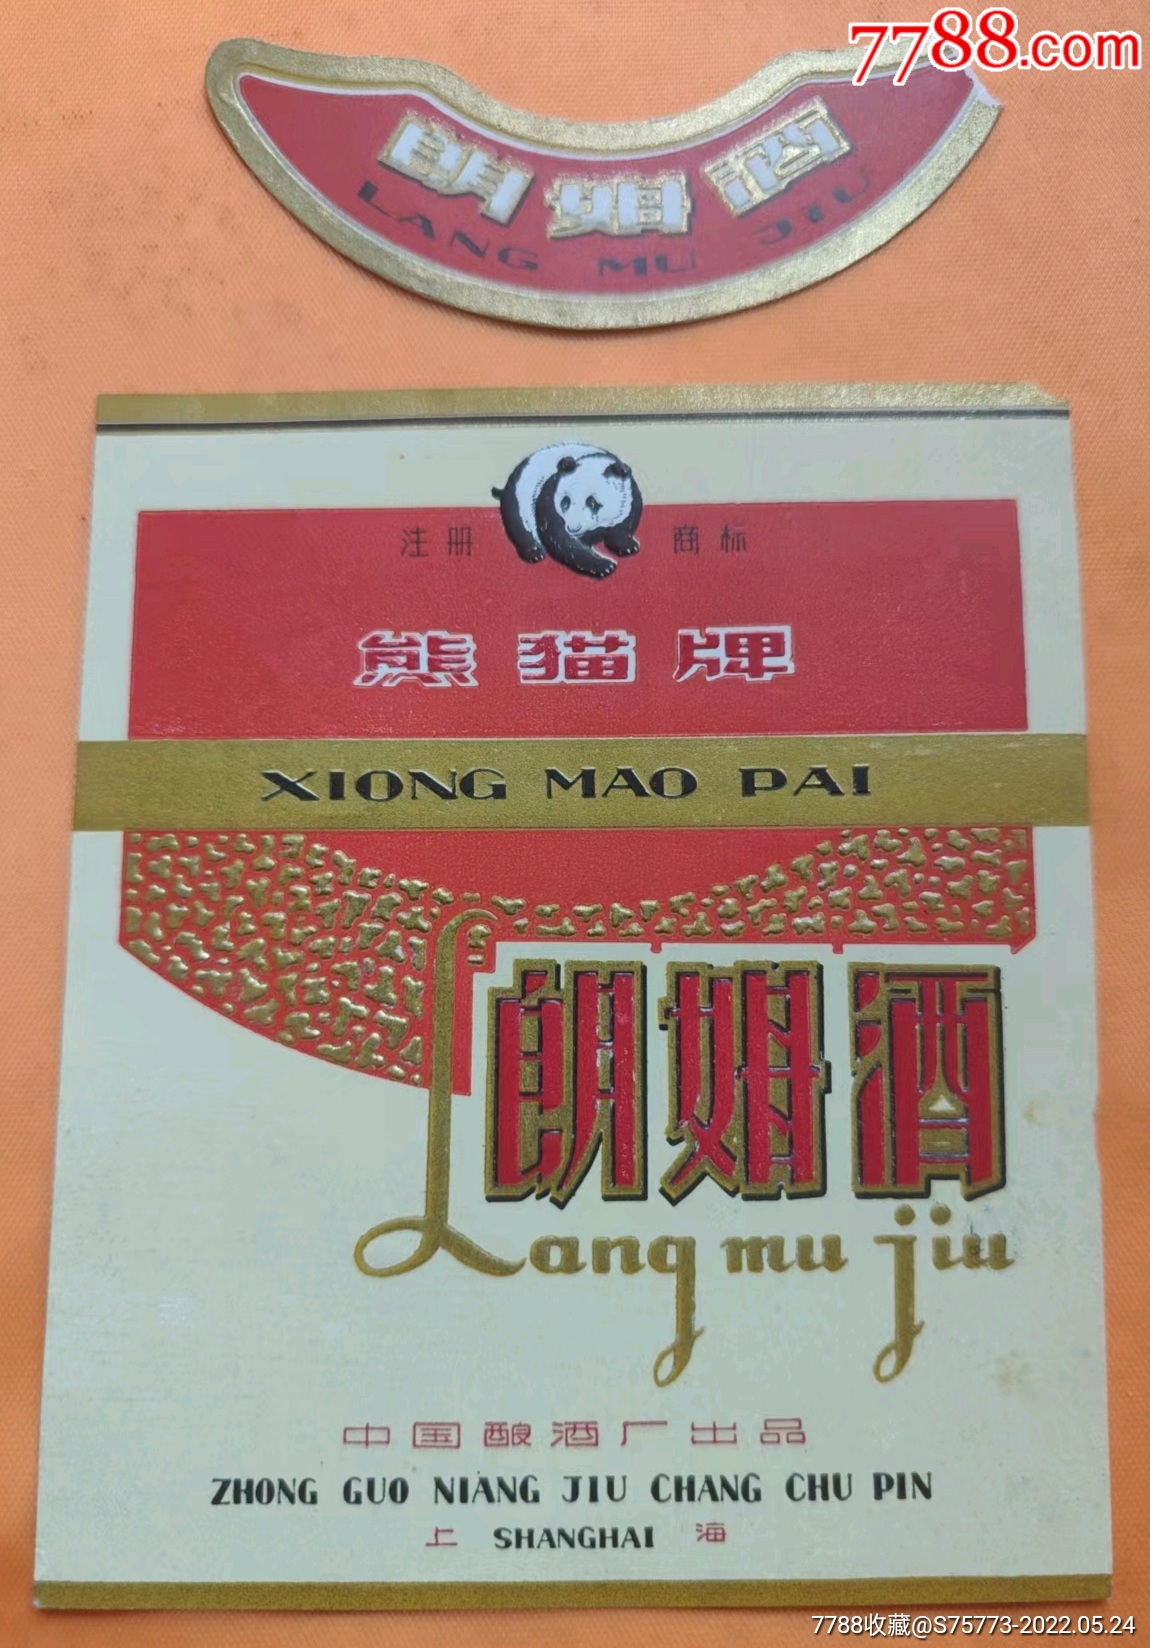 7788.com
朗姆酒
LANG MU JIU
注册 商标
熊猫牌
XIONG MAO PAI
朗姆酒
Lang mu jiu
中国酿酒厂出品
ZHONG GUO NIANG JIU CHANG CHU PIN
上 SHANGHAI 海
7788收藏@S75773-2022.05.24